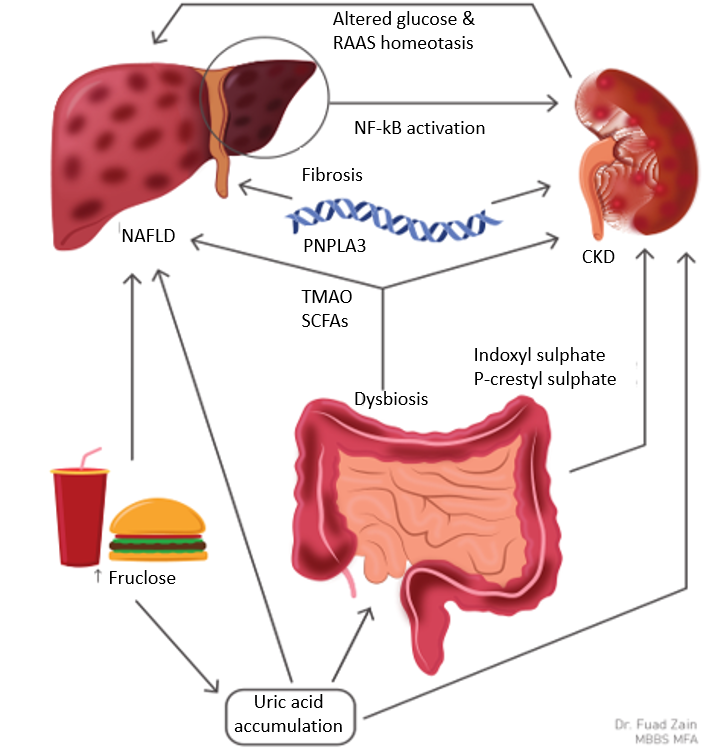 Altered glucose &
RAAS homeotasis
NF-kB activation
Fibrosis
PNPLA3
NAFLD
CKD
TMAO
SCFAs
Indoxyl sulphate
P-crestyl sulphate
Dysbiosis
↑ Fruclose
Uric acid
accumulation
Dr. Fuad Zain
MBBS MFA